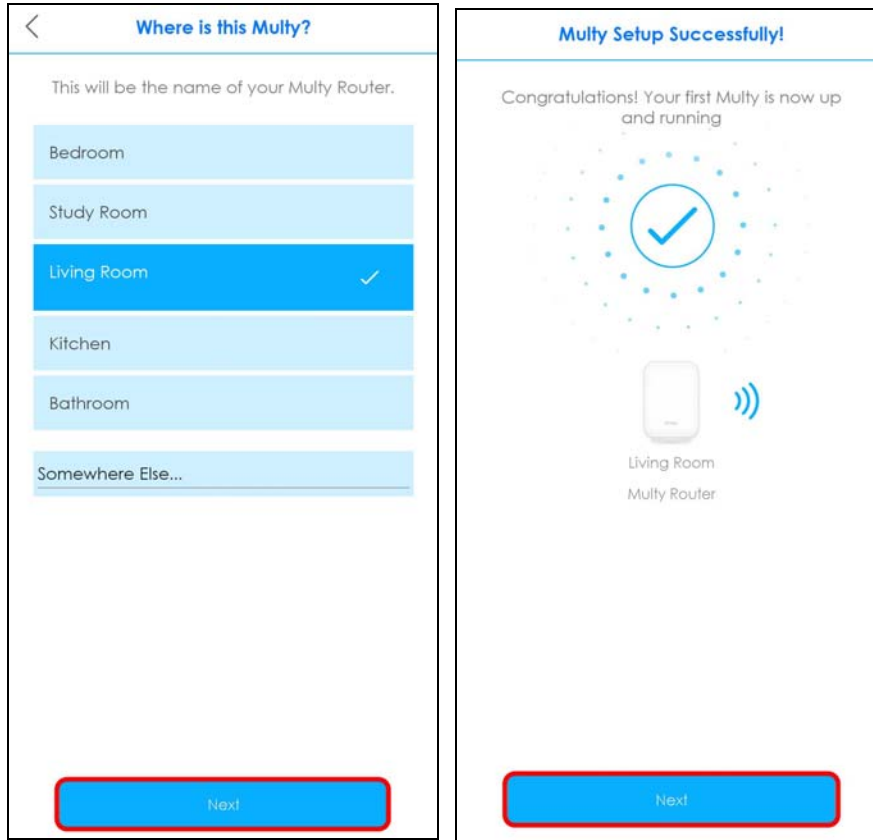 Where is this Multy?
This will be the name of your Multy Router.
Bedroom
Study Room
Living Room
Kitchen
Bathroom
Somewhere Else...
Next
Multy Setup Successfully!
Congratulations! Your first Multy is now up
and running
Living Room
Multy Router
Next